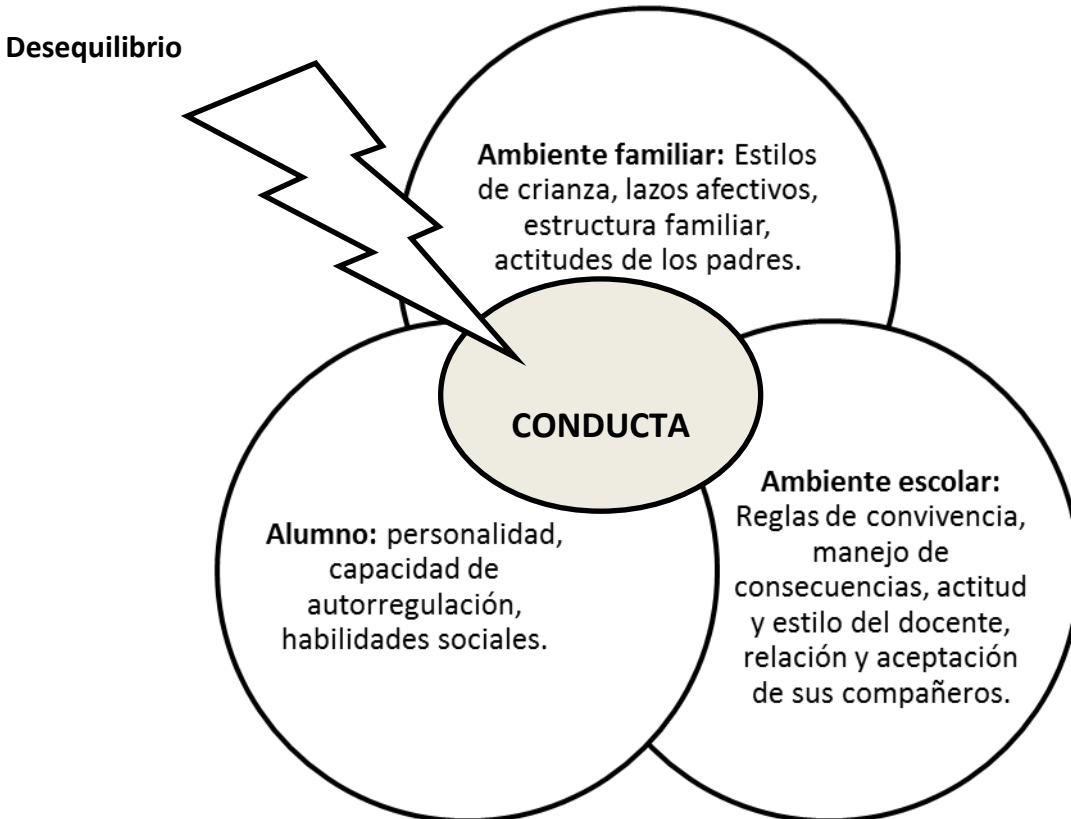 Desequilibrio
Ambiente familiar: Estilos
de crianza, lazos afectivos,
estructura familiar,
actitudes de los padres.
CONDUCTA
Alumno: personalidad,
capacidad de
autorregulación,
habilidades sociales.
Ambiente escolar:
Reglas de convivencia,
manejo de
consecuencias, actitud
y estilo del docente,
relación y aceptación
de sus compañeros.